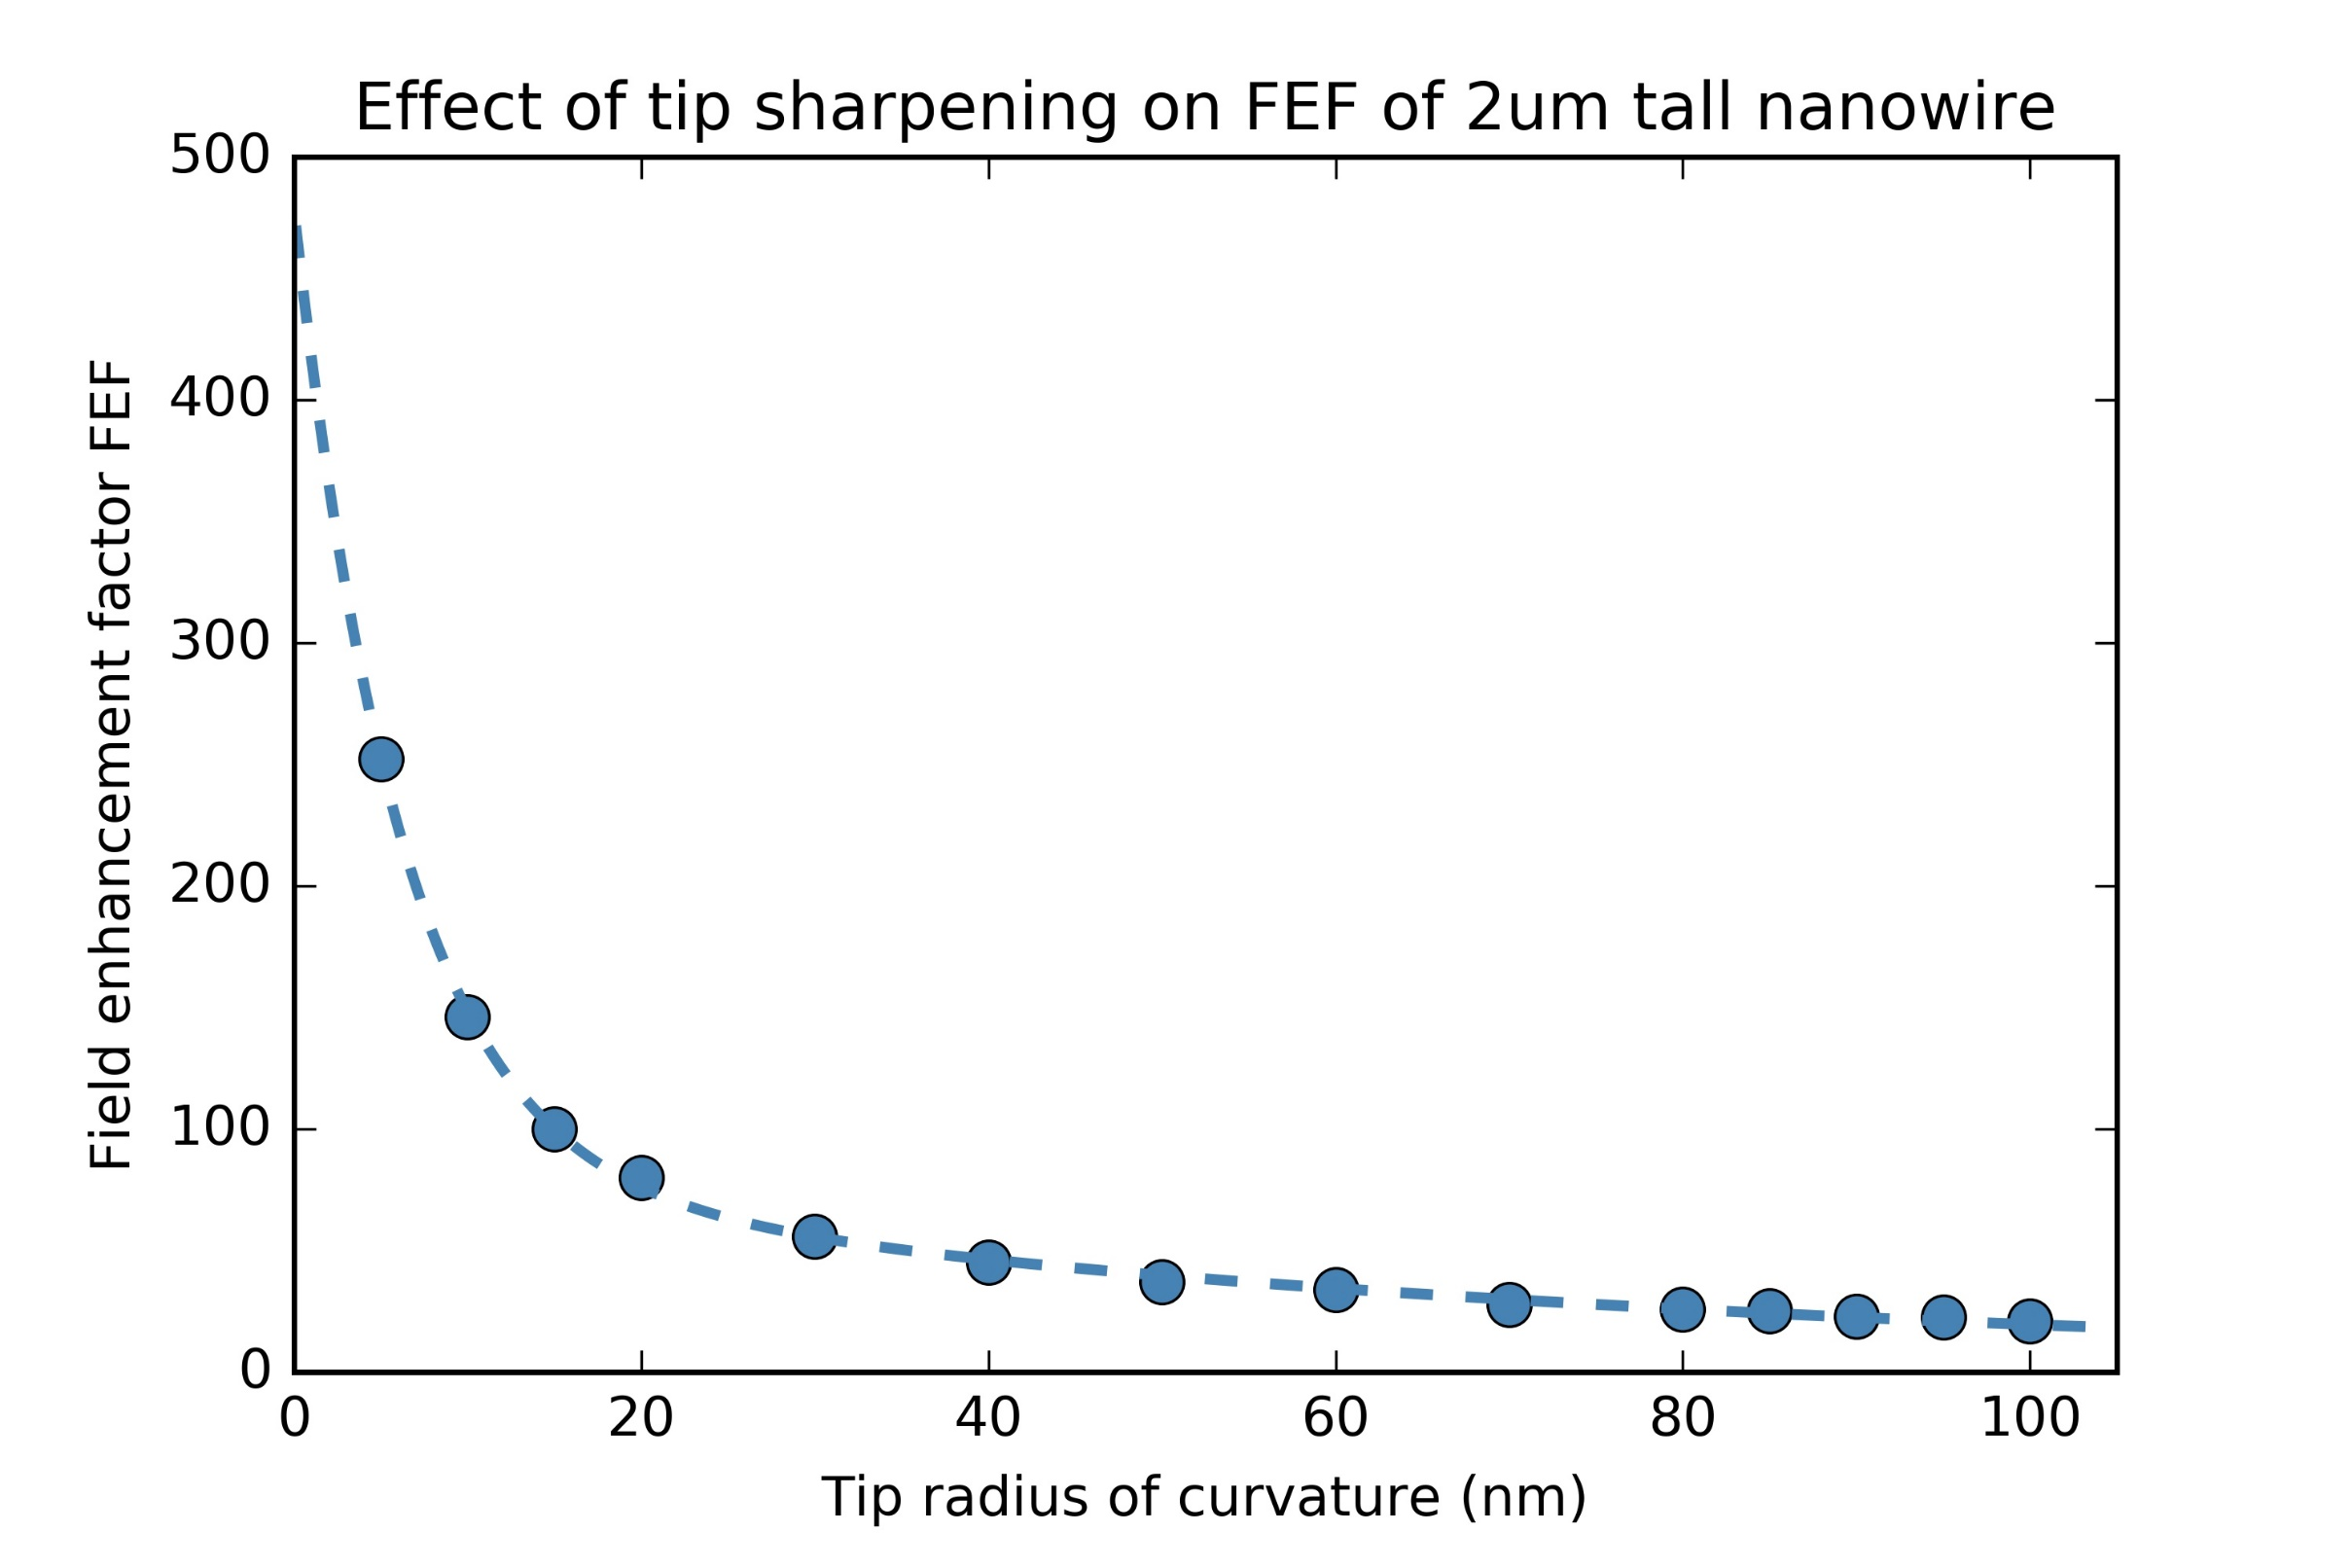 Effect of tip sharpening on FEF of 2um tall nanowire
500
400
300
200
100
0
Field enhancement factor FEF
0 20 40 60 80 100
Tip radius of curvature (nm)